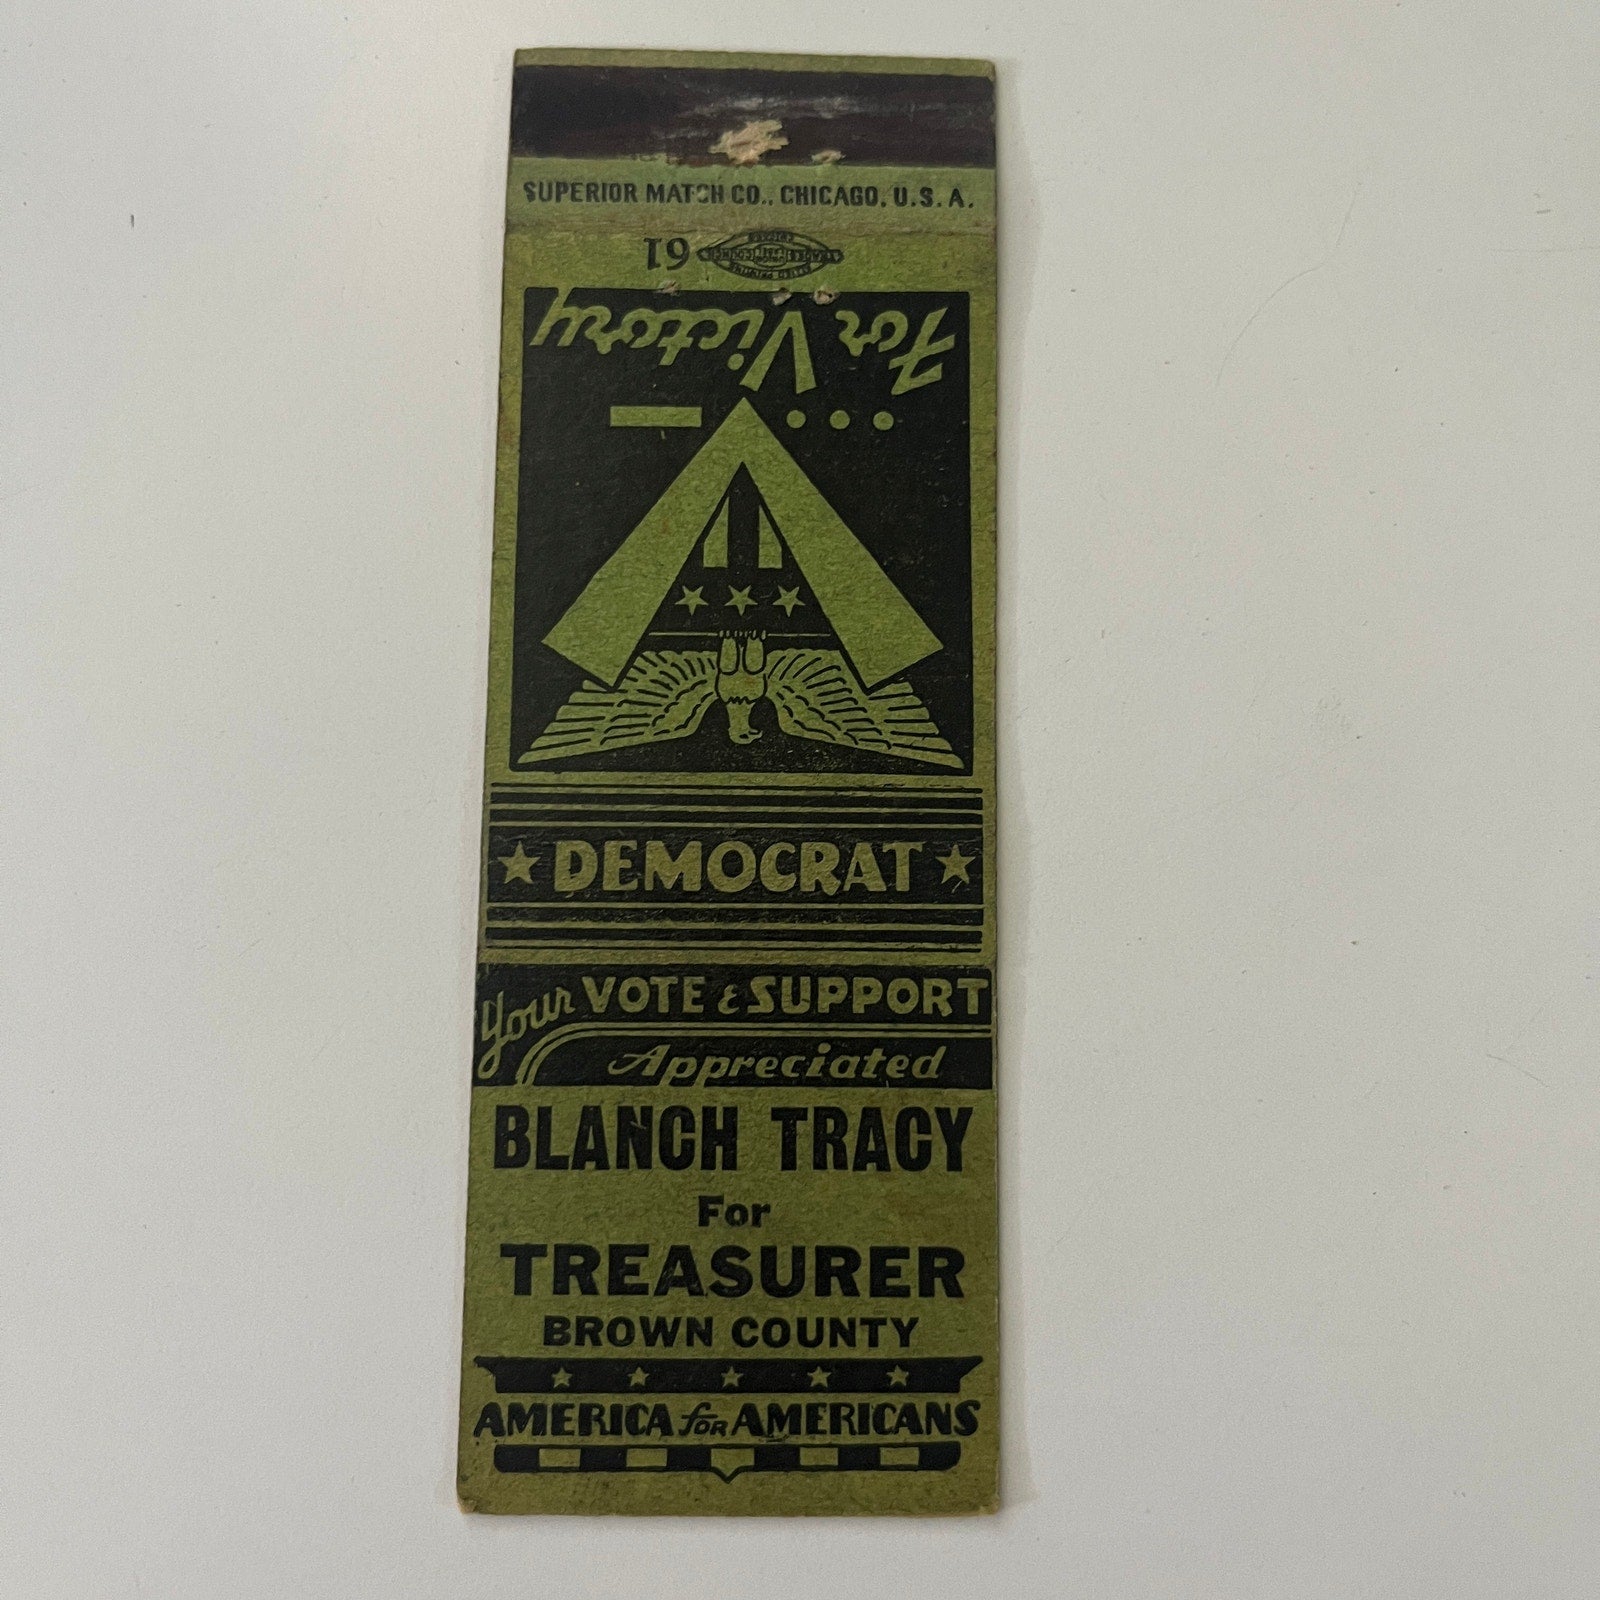 SUPERIOR MATCH CO., CHICAGO, U.S.A.
61
For Victory
DEMOCRAT
Your VOTE & SUPPORT
Appreciated
BLANCH TRACY
For
TREASURER
BROWN COUNTY
AMERICA for AMERICANS